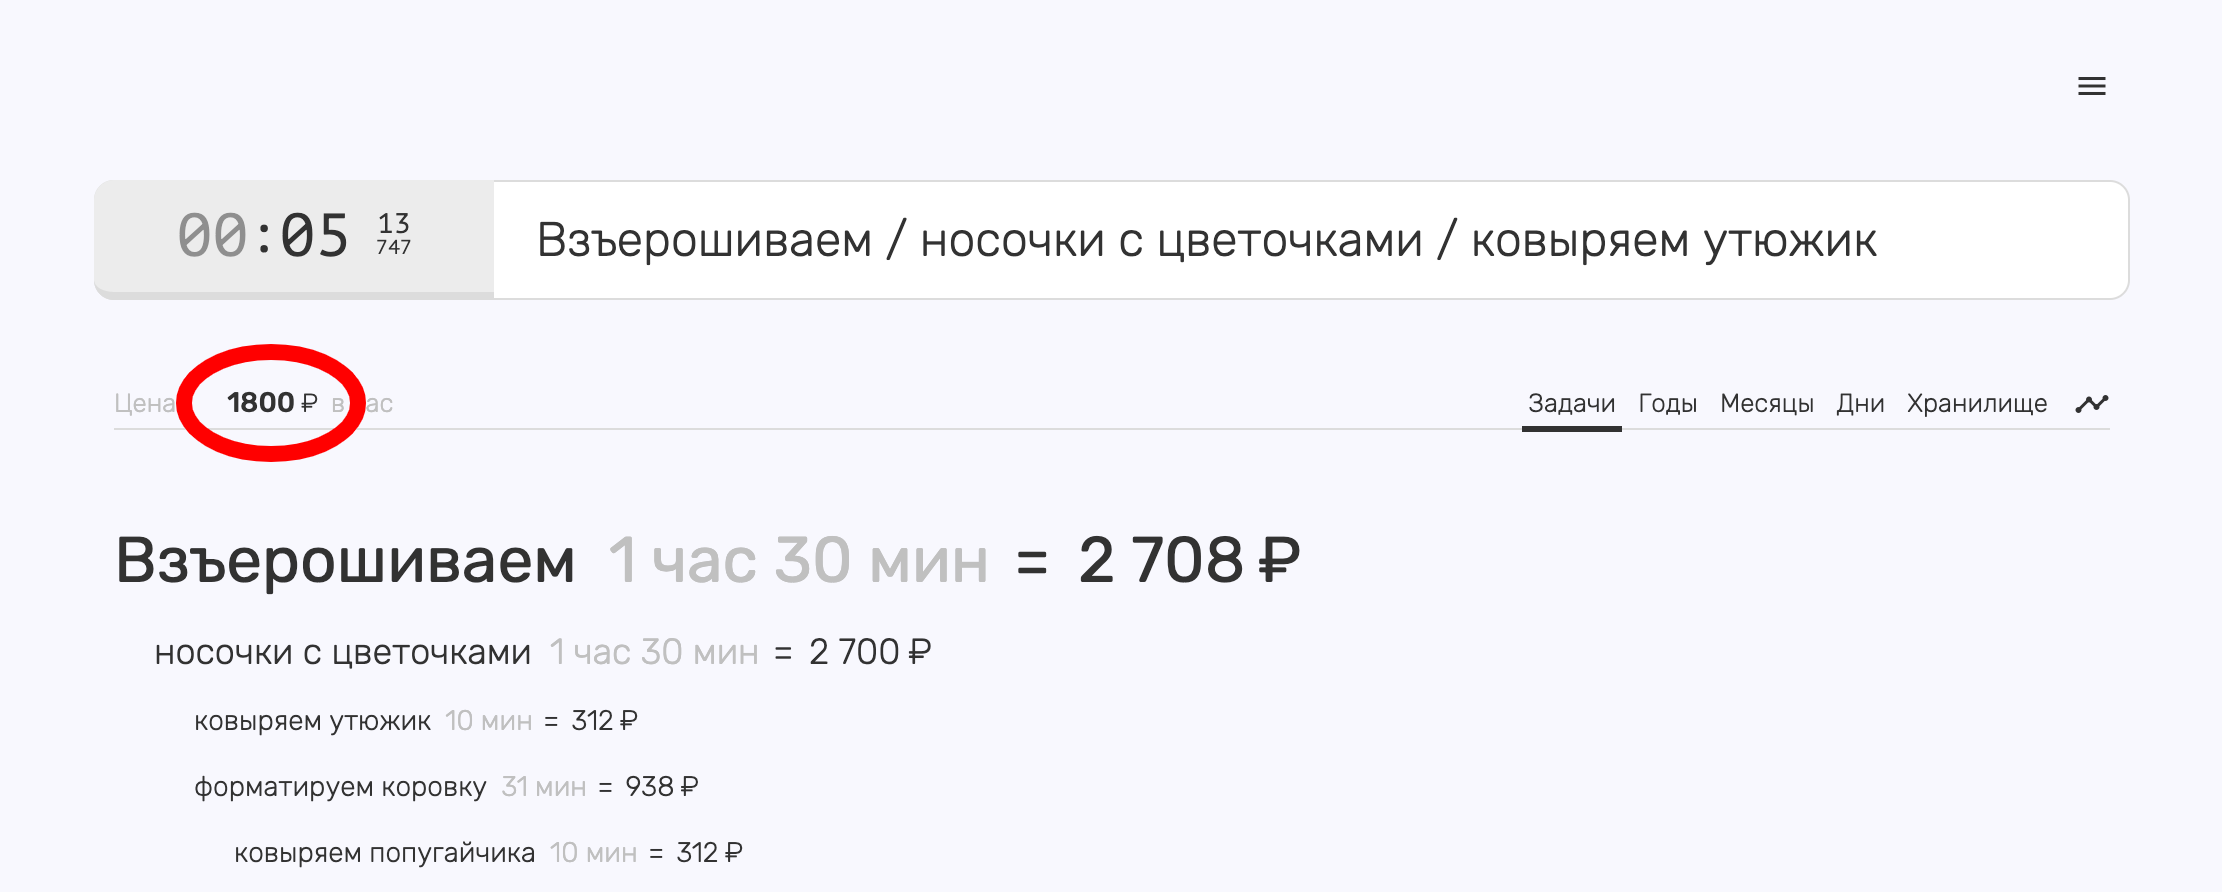 00:05 13
747
Взъерошиваем / носочки с цветочками / ковыряем утюжик
Цена 1800 ₽ в ас
Задачи Годы Месяцы Дни Хранилище
Взъерошиваем 1 час 30 мин = 2 708 ₽
носочки с цветочками 1 час 30 мин = 2 700 ₽
ковыряем утюжик 10 мин = 312 ₽
форматируем коровку 31 мин = 938 ₽
ковыряем попугайчика 10 мин = 312 ₽